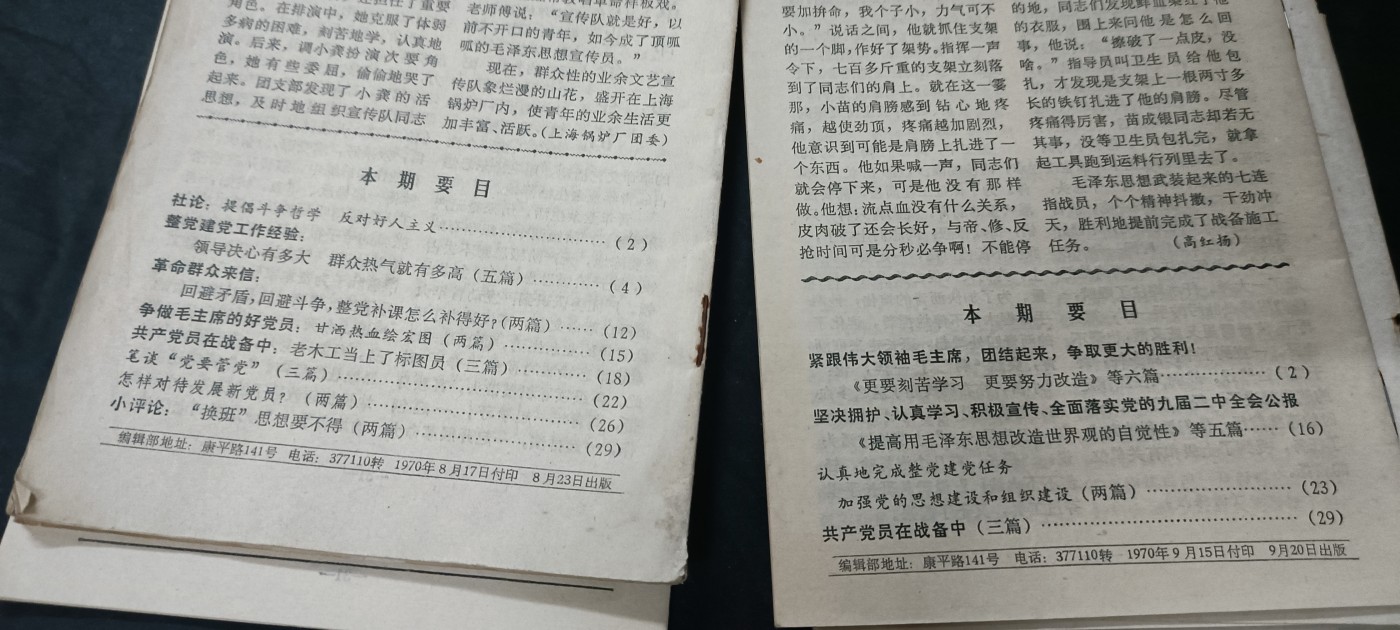 角色。在排演中，她克服了体弱
多病的困难，刻苦地学，认真地
演。后来，调小龚扮演次要角
色，她有些委屈，偷偷地哭了
起来。团支部发现了小龚的活
思想，及时地组织宣传队同志
老师傅说：“宣传队就是好，以
前不开口的青年，如今成了顶呱
呱的毛泽东思想宣传员。”
现在，群众性的业余文艺宣
传队象烂漫的山花，盛开在上海
锅炉厂内，使青年的业余生活更
加丰富、活跃。（上海锅炉厂团委）
本期要目
社论：提倡斗争哲学 反对好人主义……（2）
整党建党工作经验：
领导决心有多大 群众热气就有多高（五篇）……（4）
革命群众来信：
回避矛盾，回避斗争，整党补课怎么补得好？（两篇）……（12）
争做毛主席的好党员：甘洒热血绘宏图（两篇）……（15）
共产党员在战备中：老木工当上了标图员（三篇）……（18）
笔谈“党要管党”（三篇）……（22）
怎样对待发展新党员？（两篇）……（26）
小评论：“换班”思想要不得（两篇）……（29）
编辑部地址：康平路141号 电话：377110转 1970年8月17日付印 8月23日出版
要加拚命，我个子小，力气可不
小。”说话之间，他就抓住支架
的一个脚，作好了架势。指挥一声
令下，七百多斤重的支架立刻落
到了同志们的肩上。就在这一霎
那，小苗的肩膀感到钻心地疼
痛，越使劲顶，疼痛越加剧烈，
他意识到可能是肩膀上扎进了一
个东西。他如果喊一声，同志们
就会停下来，可是他没有那样
做。他想：流点血没有什么关系，
皮肉破了还会长好，与帝、修、反
抢时间可是分秒必争啊！不能停
的地，同志们发现鲜血染红了他
的衣服，围上来问他是怎么回
事，他说：“擦破了一点皮，没
啥。”指导员叫卫生员给他包
扎，才发现是支架上一根两寸多
长的铁钉扎进了他的肩膀。尽管
疼痛得厉害，苗成银同志却若无
其事，没等卫生员包扎完，就拿
起工具跑到运料行列里去了。
毛泽东思想武装起来的七连
指战员，个个精神抖擞，干劲冲
天，胜利地提前完成了战备施工
任务。（高红扬）
本期要目
紧跟伟大领袖毛主席，团结起来，争取更大的胜利！
《更要刻苦学习 更要努力改造》等六篇……（2）
坚决拥护、认真学习、积极宣传、全面落实党的九届二中全会公报
《提高用毛泽东思想改造世界观的自觉性》等五篇……（16）
认真地完成整党建党任务
加强党的思想建设和组织建设（两篇）……（23）
共产党员在战备中（三篇）……（29）
编辑部地址：康平路141号 电话：377110转 1970年9月15日付印 9月20日出版